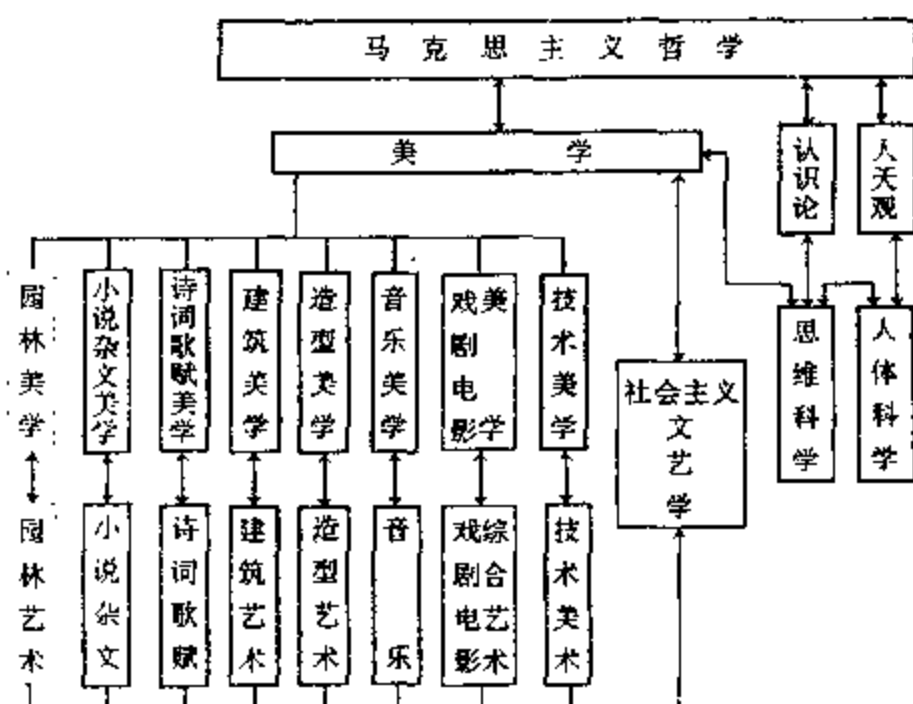 马克思主义哲学
美学
认识论
人天观
园林美学
小说杂文美学
诗词歌赋美学
建筑美学
造型美学
音乐美学
戏剧电影
美学
技术美学
社会主义
文艺学
思维科学
人体科学
园林艺术
小说杂文
诗词歌赋
建筑艺术
造型艺术
音乐
戏剧电影
综合艺术
技术美术